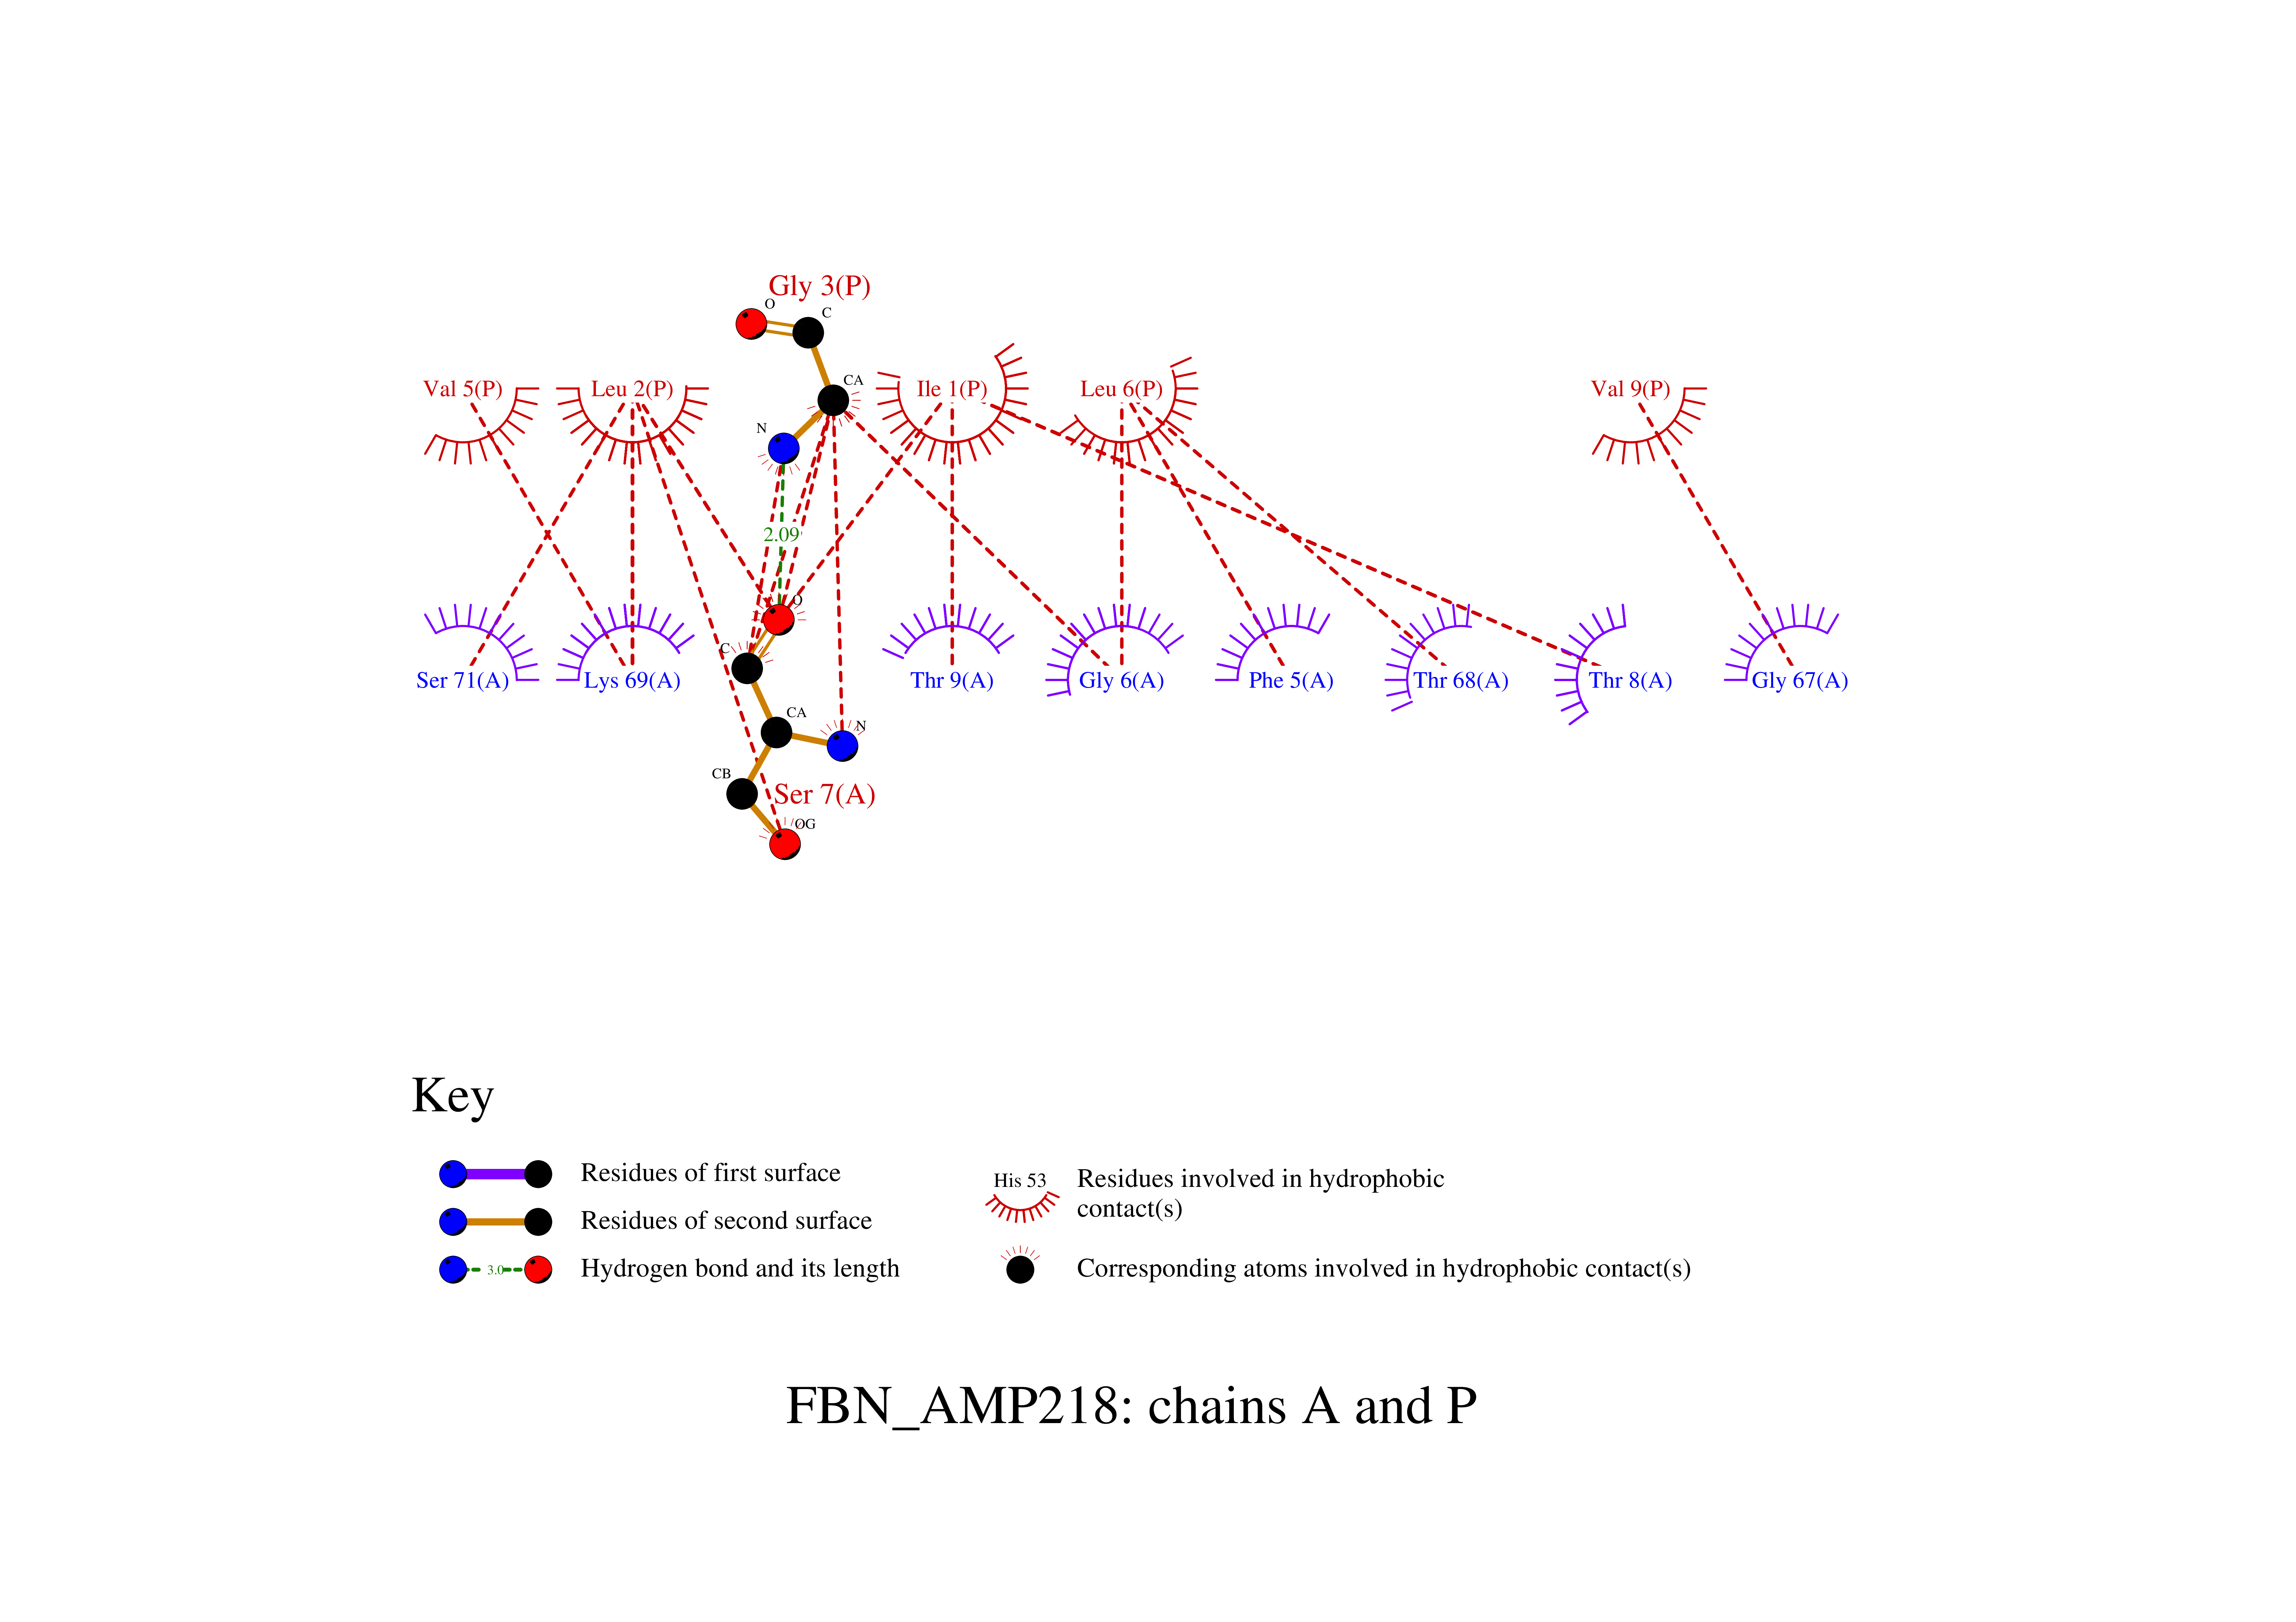 Gly 3(P)
O
C
CA
N
Val 5(P) Leu 2(P) Ile 1(P) Leu 6(P) Val 9(P)
2.09
O
C
Ser 71(A) Lys 69(A) Thr 9(A) Gly 6(A) Phe 5(A) Thr 68(A) Thr 8(A) Gly 67(A)
CA
N
CB
Ser 7(A)
OG
Key
Residues of first surface
Residues of second surface
3.0
Hydrogen bond and its length
His 53
Residues involved in hydrophobic
contact(s)
Corresponding atoms involved in hydrophobic contact(s)
FBN_AMP218: chains A and P